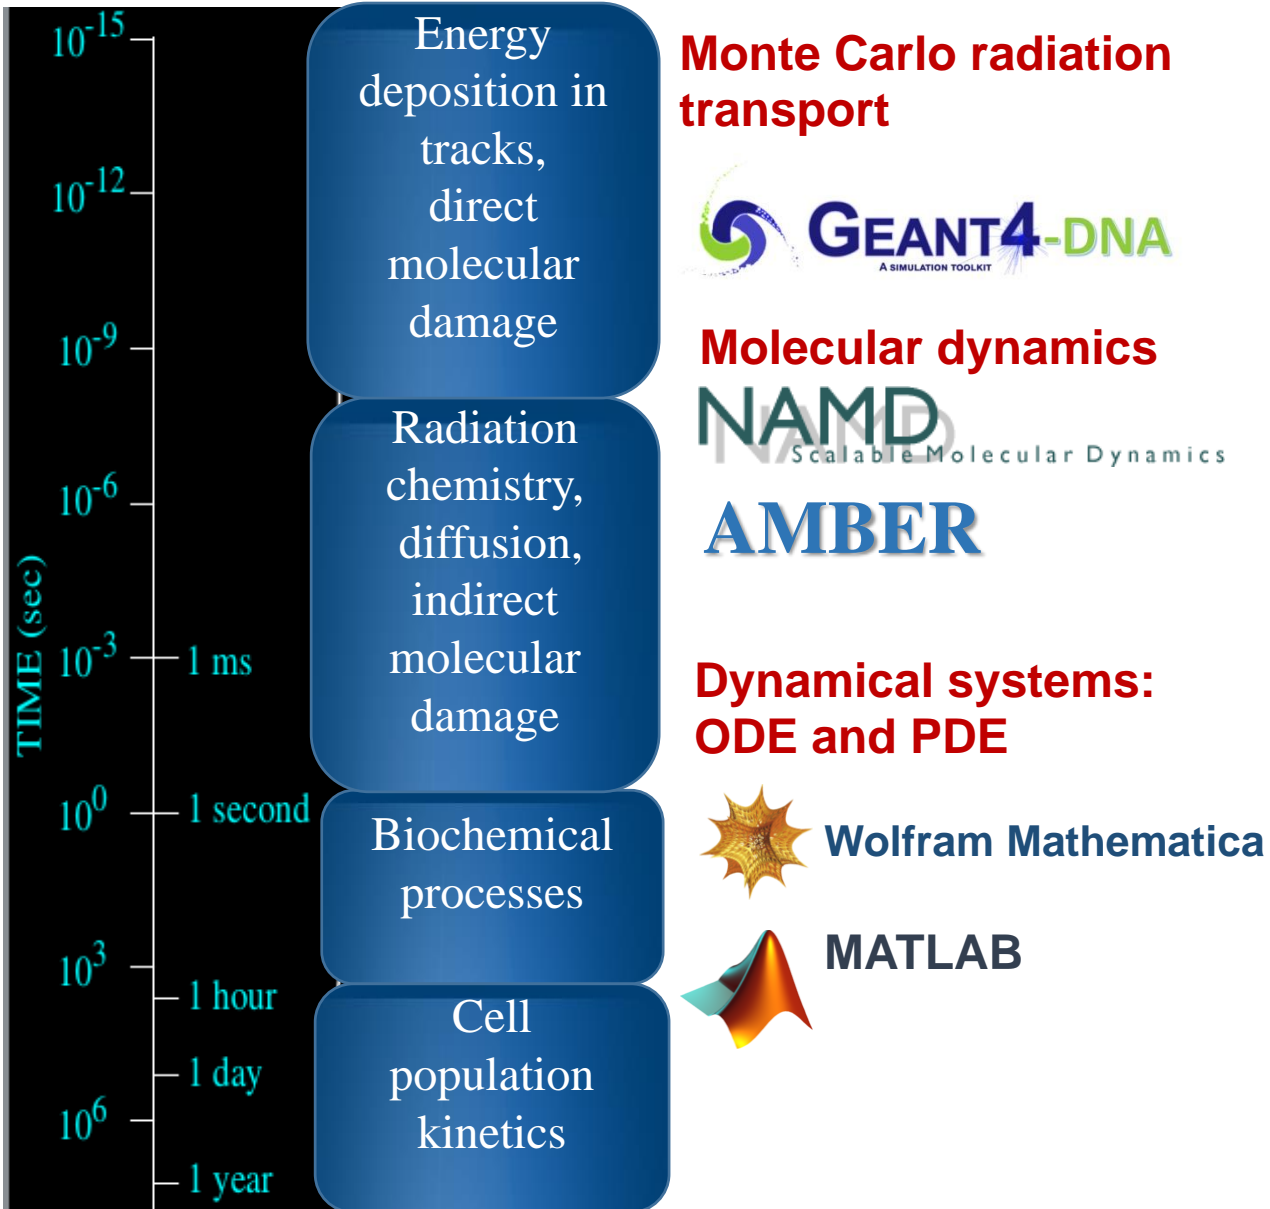 TIME (sec)
10-15
10-12
10-9
10-6
10-3
1 ms
100
1 second
103
1 hour
1 day
106
1 year
Energy
deposition in
tracks,
direct
molecular
damage
Radiation
chemistry,
diffusion,
indirect
molecular
damage
Biochemical
processes
Cell
population
kinetics
Monte Carlo radiation
transport
GEANT4-DNA
A SIMULATION TOOLKIT
Molecular dynamics
NAMD
Scalable Molecular Dynamics
AMBER
Dynamical systems:
ODE and PDE
Wolfram Mathematica
MATLAB